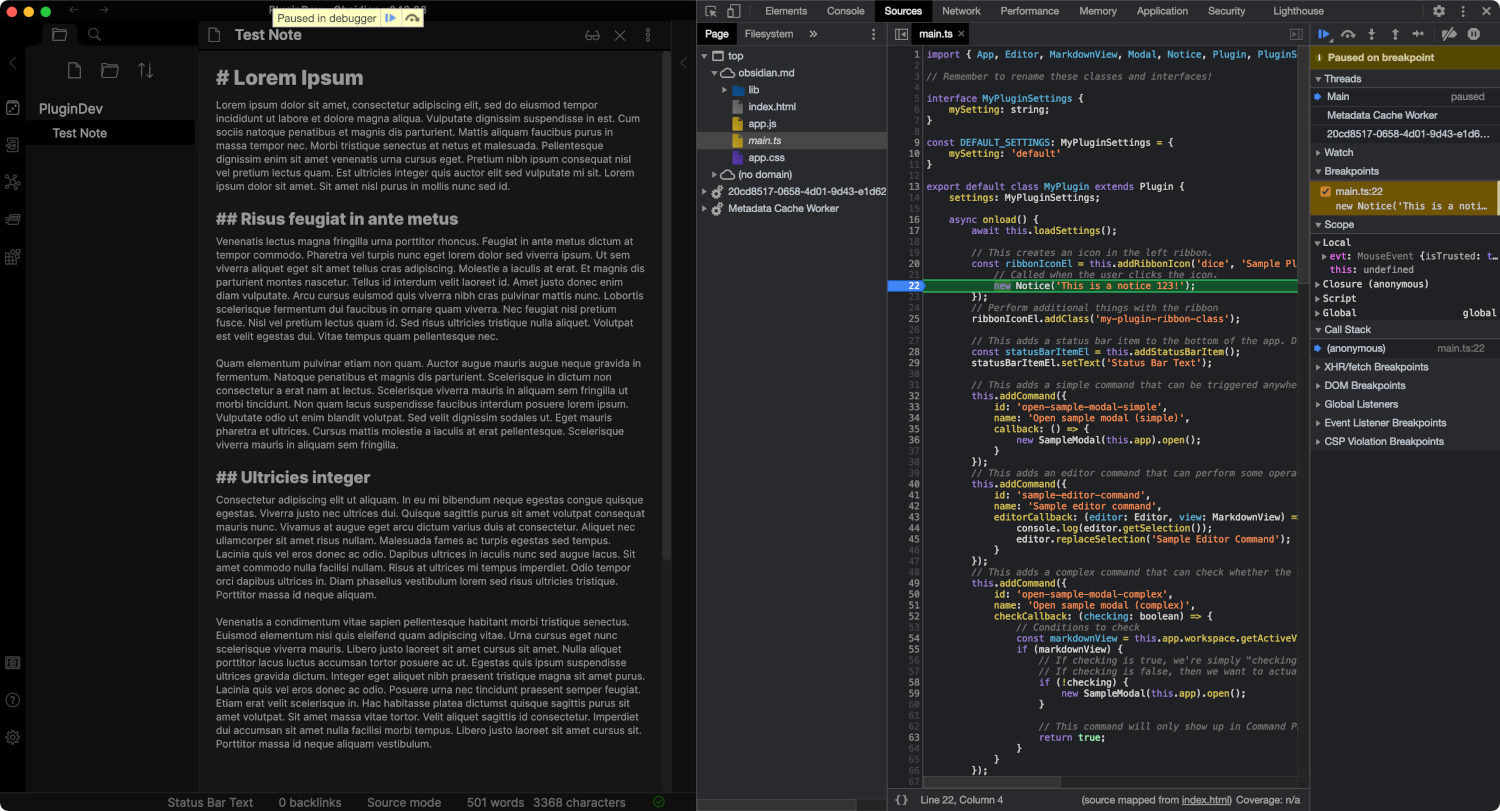 Paused in debugger
Test Note
PluginDev
Test Note
# Lorem Ipsum
Lorem ipsum dolor sit amet, consectetur adipiscing elit, sed do eiusmod tempor
incididunt ut labore et dolore magna aliqua. Vulputate dignissim suspendisse in est. Cum
sociis natoque penatibus et magnis dis parturient. Mattis aliquam faucibus purus in
massa tempor nec. Morbi tristique senectus et netus et malesuada. Pellentesque
dignissim enim sit amet venenatis urna cursus eget. Pretium nibh ipsum consequat nisl
vel pretium lectus quam. Est ultricies integer quis auctor elit sed vulputate mi sit. Lorem
ipsum dolor sit amet. Sit amet nisl purus in mollis nunc sed id.
## Risus feugiat in ante metus
Venenatis lectus magna fringilla urna porttitor rhoncus. Feugiat in ante metus dictum at
tempor commodo. Pharetra vel turpis nunc eget lorem dolor sed viverra ipsum. Ut sem
viverra aliquet eget sit amet tellus cras adipiscing. Molestie a iaculis at erat. Et magnis dis
parturient montes nascetur. Tellus id interdum velit laoreet id. Amet justo donec enim
diam vulputate. Arcu cursus euismod quis viverra nibh cras pulvinar mattis nunc. Lobortis
scelerisque fermentum dui faucibus in ornare quam viverra. Nec feugiat nisl pretium
fusce. Nisl vel pretium lectus quam id. Sed risus ultricies tristique nulla aliquet. Volutpat
est velit egestas dui. Vitae tempus quam pellentesque nec.
Quam elementum pulvinar etiam non quam. Auctor augue mauris augue neque gravida in
fermentum. Natoque penatibus et magnis dis parturient. Scelerisque in dictum non
consectetur a erat nam at lectus. Scelerisque viverra mauris in aliquam sem fringilla ut
morbi tincidunt. Non quam lacus suspendisse faucibus interdum posuere lorem ipsum.
Vulputate odio ut enim blandit volutpat. Sed velit dignissim sodales ut. Eget mauris
pharetra et ultrices. Cursus mattis molestie a iaculis at erat pellentesque. Scelerisque
viverra mauris in aliquam sem fringilla.
## Ultricies integer
Consectetur adipiscing elit ut aliquam. In eu mi bibendum neque egestas congue quisque
egestas. Viverra justo nec ultrices dui. Quisque sagittis purus sit amet volutpat consequat
mauris nunc. Vivamus at augue eget arcu dictum varius duis at consectetur. Aliquet nec
ullamcorper sit amet risus nullam. Malesuada fames ac turpis egestas sed tempus.
Lacinia quis vel eros donec ac odio. Dapibus ultrices in iaculis nunc sed augue lacus. Sit
amet commodo nulla facilisi nullam. Risus at ultrices mi tempus imperdiet. Odio tempor
orci dapibus ultrices in. Diam phasellus vestibulum lorem sed risus ultricies tristique.
Porttitor massa id neque aliquam.
Venenatis a condimentum vitae sapien pellentesque habitant morbi tristique senectus.
Euismod elementum nisi quis eleifend quam adipiscing vitae. Urna cursus eget nunc
scelerisque viverra mauris. Libero justo laoreet sit amet cursus sit amet. Nulla aliquet
porttitor lacus luctus accumsan tortor posuere ac ut. Egestas quis ipsum suspendisse
ultrices gravida dictum. Integer eget aliquet nibh praesent tristique magna sit amet purus.
Lacinia quis vel eros donec ac odio. Posuere urna nec tincidunt praesent semper feugiat.
Etiam erat velit scelerisque in. Hac habitasse platea dictumst quisque sagittis purus sit
amet volutpat. Sit amet massa vitae tortor. Velit aliquet sagittis id consectetur. Imperdiet
dui accumsan sit amet nulla facilisi morbi tempus. Libero justo laoreet sit amet cursus sit.
Porttitor massa id neque aliquam vestibulum.
Status Bar Text 0 backlinks Source mode 501 words 3368 characters
Elements Console Sources Network Performance Memory Application Security Lighthouse
Page Filesystem »
top
obsidian.md
lib
index.html
app.js
main.ts
app.css
(no domain)
20cd8517-0658-4d01-9d43-e1d62
Metadata Cache Worker
main.ts
1 import { App, Editor, MarkdownView, Modal, Notice, Plugin, PluginS
2
3 // Remember to rename these classes and interfaces!
4
5 interface MyPluginSettings {
6 mySetting: string;
7 }
8
9 const DEFAULT_SETTINGS: MyPluginSettings = {
10 mySetting: 'default'
11 }
12
13 export default class MyPlugin extends Plugin {
14 settings: MyPluginSettings;
15
16 async onload() {
17 await this.loadSettings();
18
19 // This creates an icon in the left ribbon.
20 const ribbonIconEl = this.addRibbonIcon('dice', 'Sample Pl
21 // Called when the user clicks the icon.
22 new Notice('This is a notice 123!');
23 });
24 // Perform additional things with the ribbon
25 ribbonIconEl.addClass('my-plugin-ribbon-class');
26
27 // This adds a status bar item to the bottom of the app. D
28 const statusBarItemEl = this.addStatusBarItem();
29 statusBarItemEl.setText('Status Bar Text');
30
31 // This adds a simple command that can be triggered anywhe
32 this.addCommand({
33 id: 'open-sample-modal-simple',
34 name: 'Open sample modal (simple)',
35 callback: () => {
36 new SampleModal(this.app).open();
37 }
38 });
39 // This adds an editor command that can perform some opera
40 this.addCommand({
41 id: 'sample-editor-command',
42 name: 'Sample editor command',
43 editorCallback: (editor: Editor, view: MarkdownView) =
44 console.log(editor.getSelection());
45 editor.replaceSelection('Sample Editor Command');
46 }
47 });
48 // This adds a complex command that can check whether the
49 this.addCommand({
50 id: 'open-sample-modal-complex',
51 name: 'Open sample modal (complex)',
52 checkCallback: (checking: boolean) => {
53 // Conditions to check
54 const markdownView = this.app.workspace.getActiveV
55 if (markdownView) {
56 // If checking is true, we're simply "checking
57 // If checking is false, then we want to actua
58 if (!checking) {
59 new SampleModal(this.app).open();
60 }
61
62 // This command will only show up in Command P
63 return true;
64 }
65 }
66 });
67
{} Line 22, Column 4 (source mapped from index.html) Coverage: n/a
Paused on breakpoint
Threads
Main paused
Metadata Cache Worker
20cd8517-0658-4d01-9d43-e1d6…
Watch
Breakpoints
main.ts:22
new Notice('This is a noti…
Scope
Local
evt: MouseEvent {isTrusted: t…
this: undefined
Closure (anonymous)
Script
Global global
Call Stack
(anonymous) main.ts:22
XHR/fetch Breakpoints
DOM Breakpoints
Global Listeners
Event Listener Breakpoints
CSP Violation Breakpoints